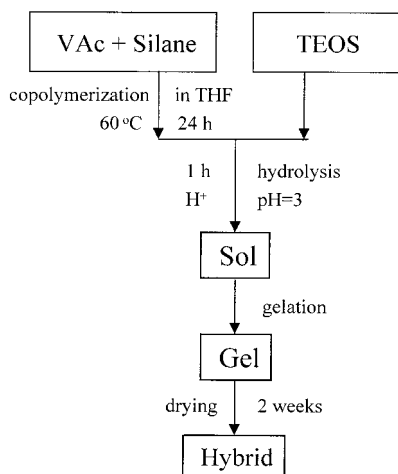 VAc + Silane
TEOS
copolymerization in THF
60 °C 24 h
1 h hydrolysis
H⁺ pH=3
Sol
gelation
Gel
drying 2 weeks
Hybrid